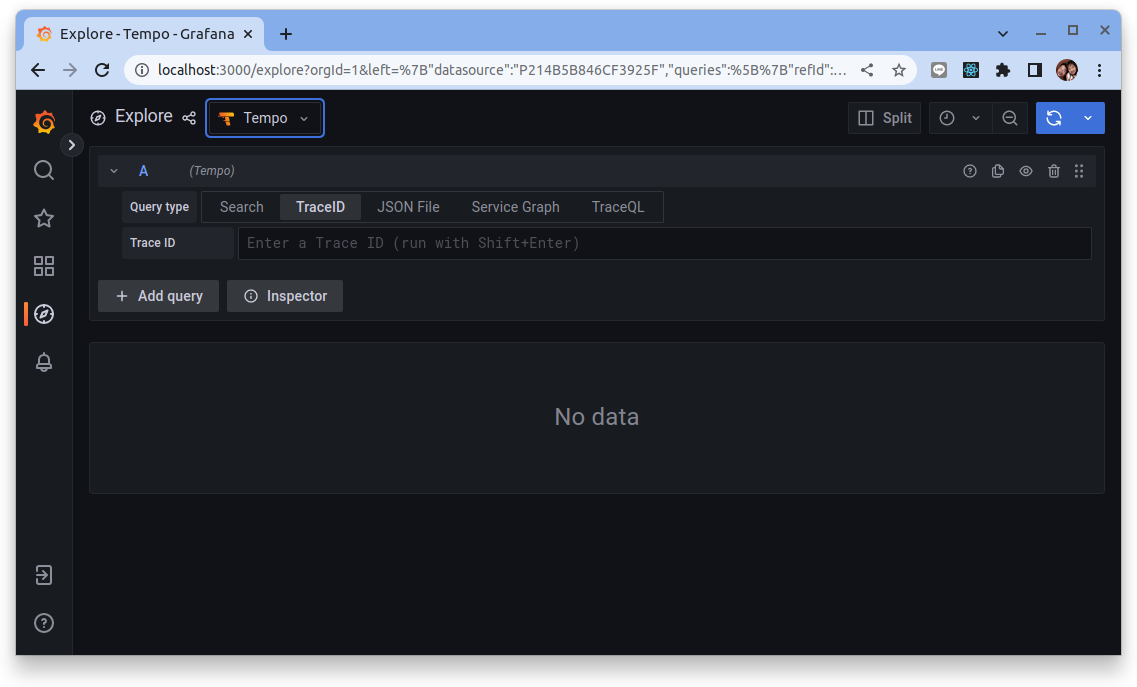 Explore - Tempo - Grafana
localhost:3000/explore?orgId=1&left=%7B"datasource":"P214B5B846CF3925F","queries":%5B%7B"refId":...
Explore
Tempo
Split
A (Tempo)
Query type Search TraceID JSON File Service Graph TraceQL
Trace ID Enter a Trace ID (run with Shift+Enter)
+ Add query Inspector
No data